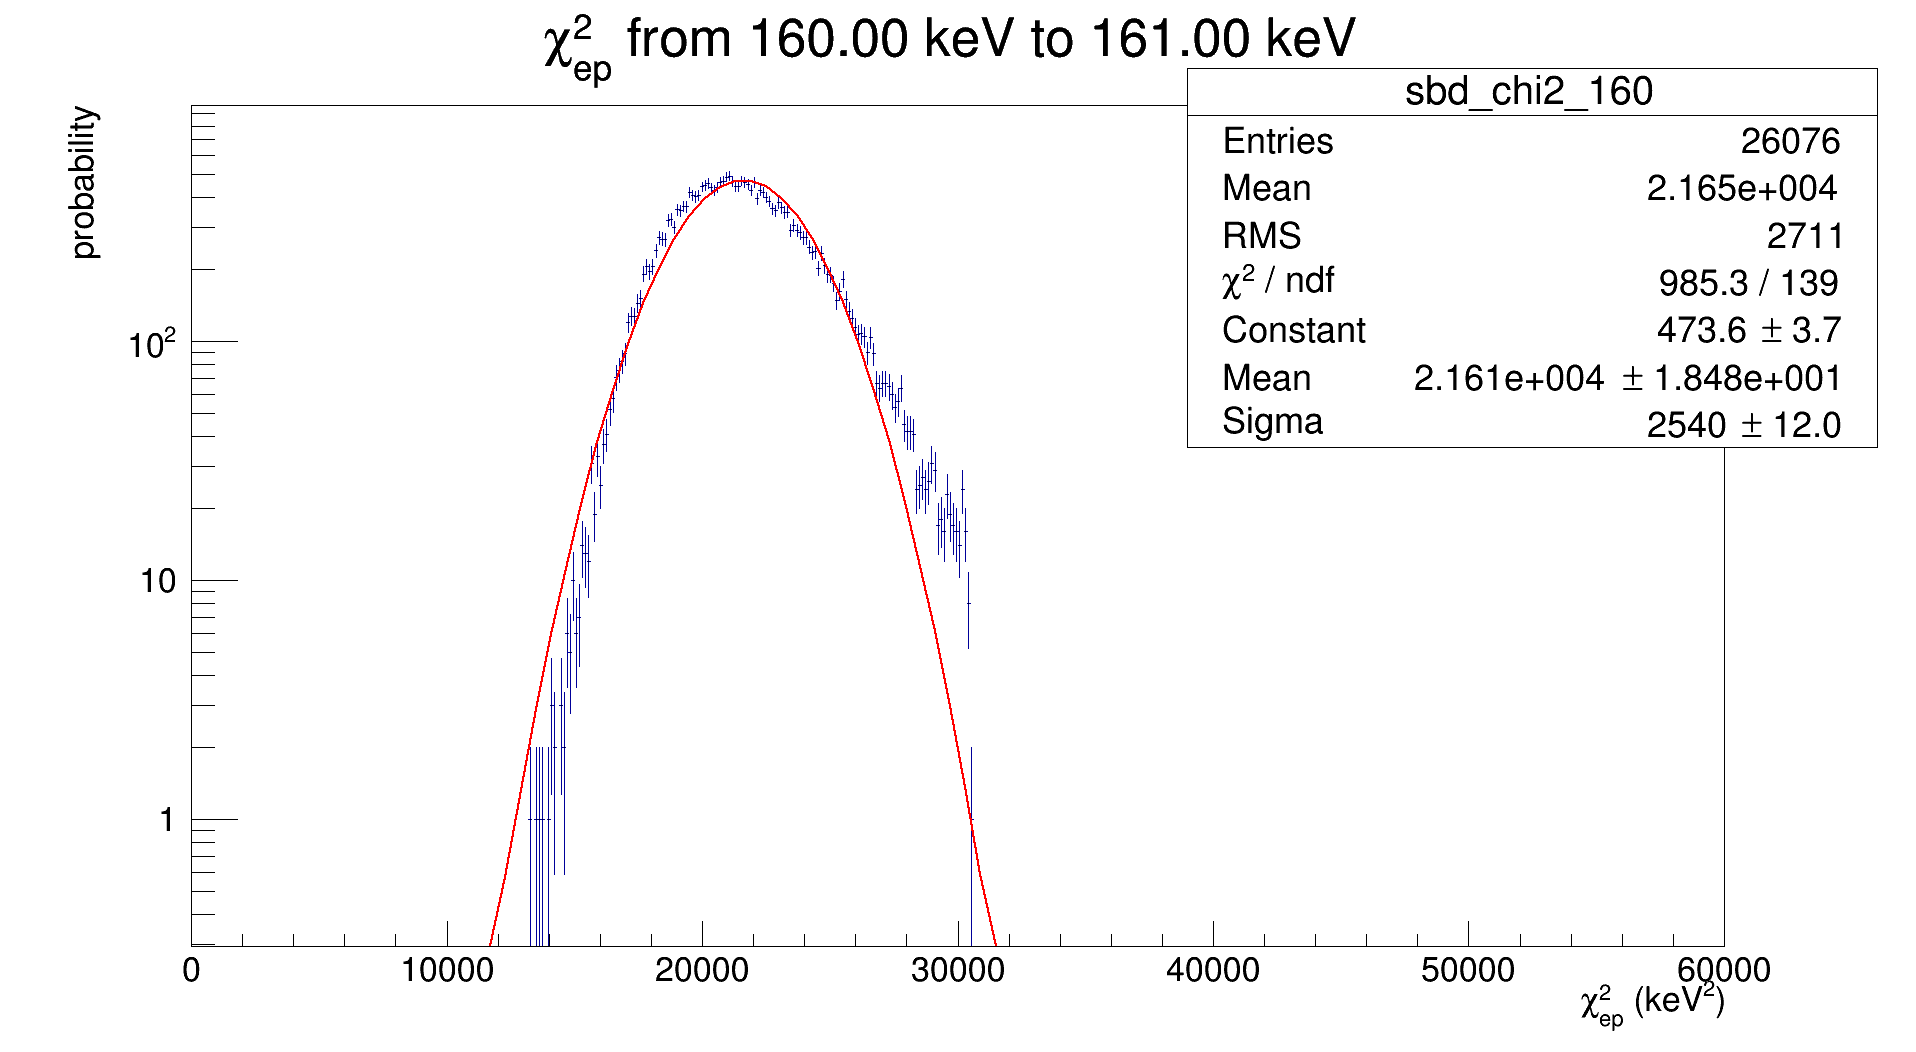 χ²ep from 160.00 keV to 161.00 keV
sbd_chi2_160
Entries 26076
Mean 2.165e+004
RMS 2711
χ² / ndf 985.3 / 139
Constant 473.6 ± 3.7
Mean 2.161e+004 ± 1.848e+001
Sigma 2540 ± 12.0
probability
10²
10
1
0 10000 20000 30000 40000 50000 60000
χ²ep (keV²)